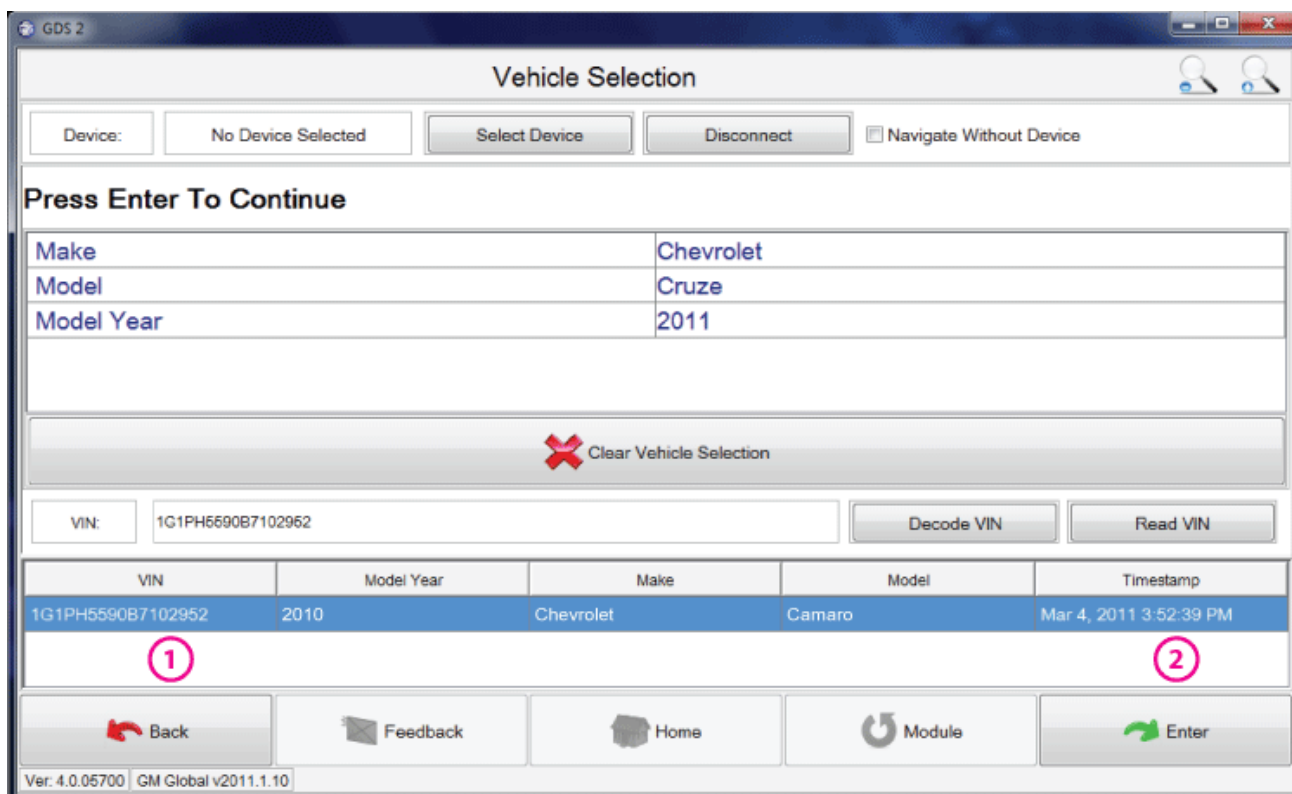 GDS 2
Vehicle Selection
Device: No Device Selected Select Device Disconnect Navigate Without Device
Press Enter To Continue
Make Chevrolet
Model Cruze
Model Year 2011
Clear Vehicle Selection
VIN: 1G1PH5590B7102952 Decode VIN Read VIN
VIN Model Year Make Model Timestamp
1G1PH5590B7102952 2010 Chevrolet Camaro Mar 4, 2011 3:52:39 PM
1 2
Back Feedback Home Module Enter
Ver: 4.0.05700 GM Global v2011.1.10